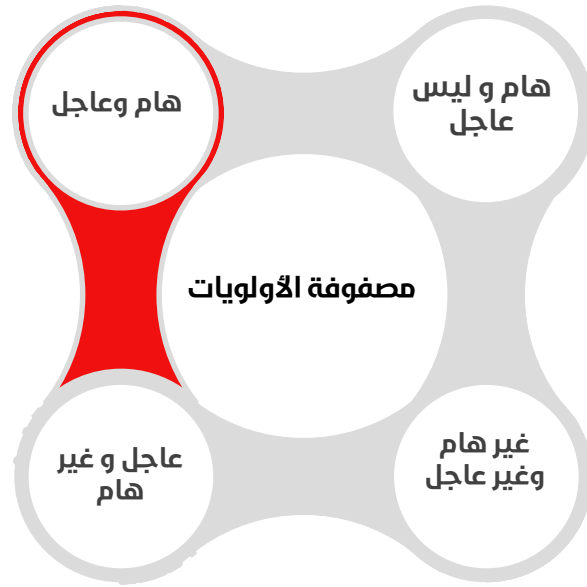 هام و ليس
عاجل
هام وعاجل
مصفوفة الأولويات
غير هام
وغير عاجل
عاجل و غير
هام